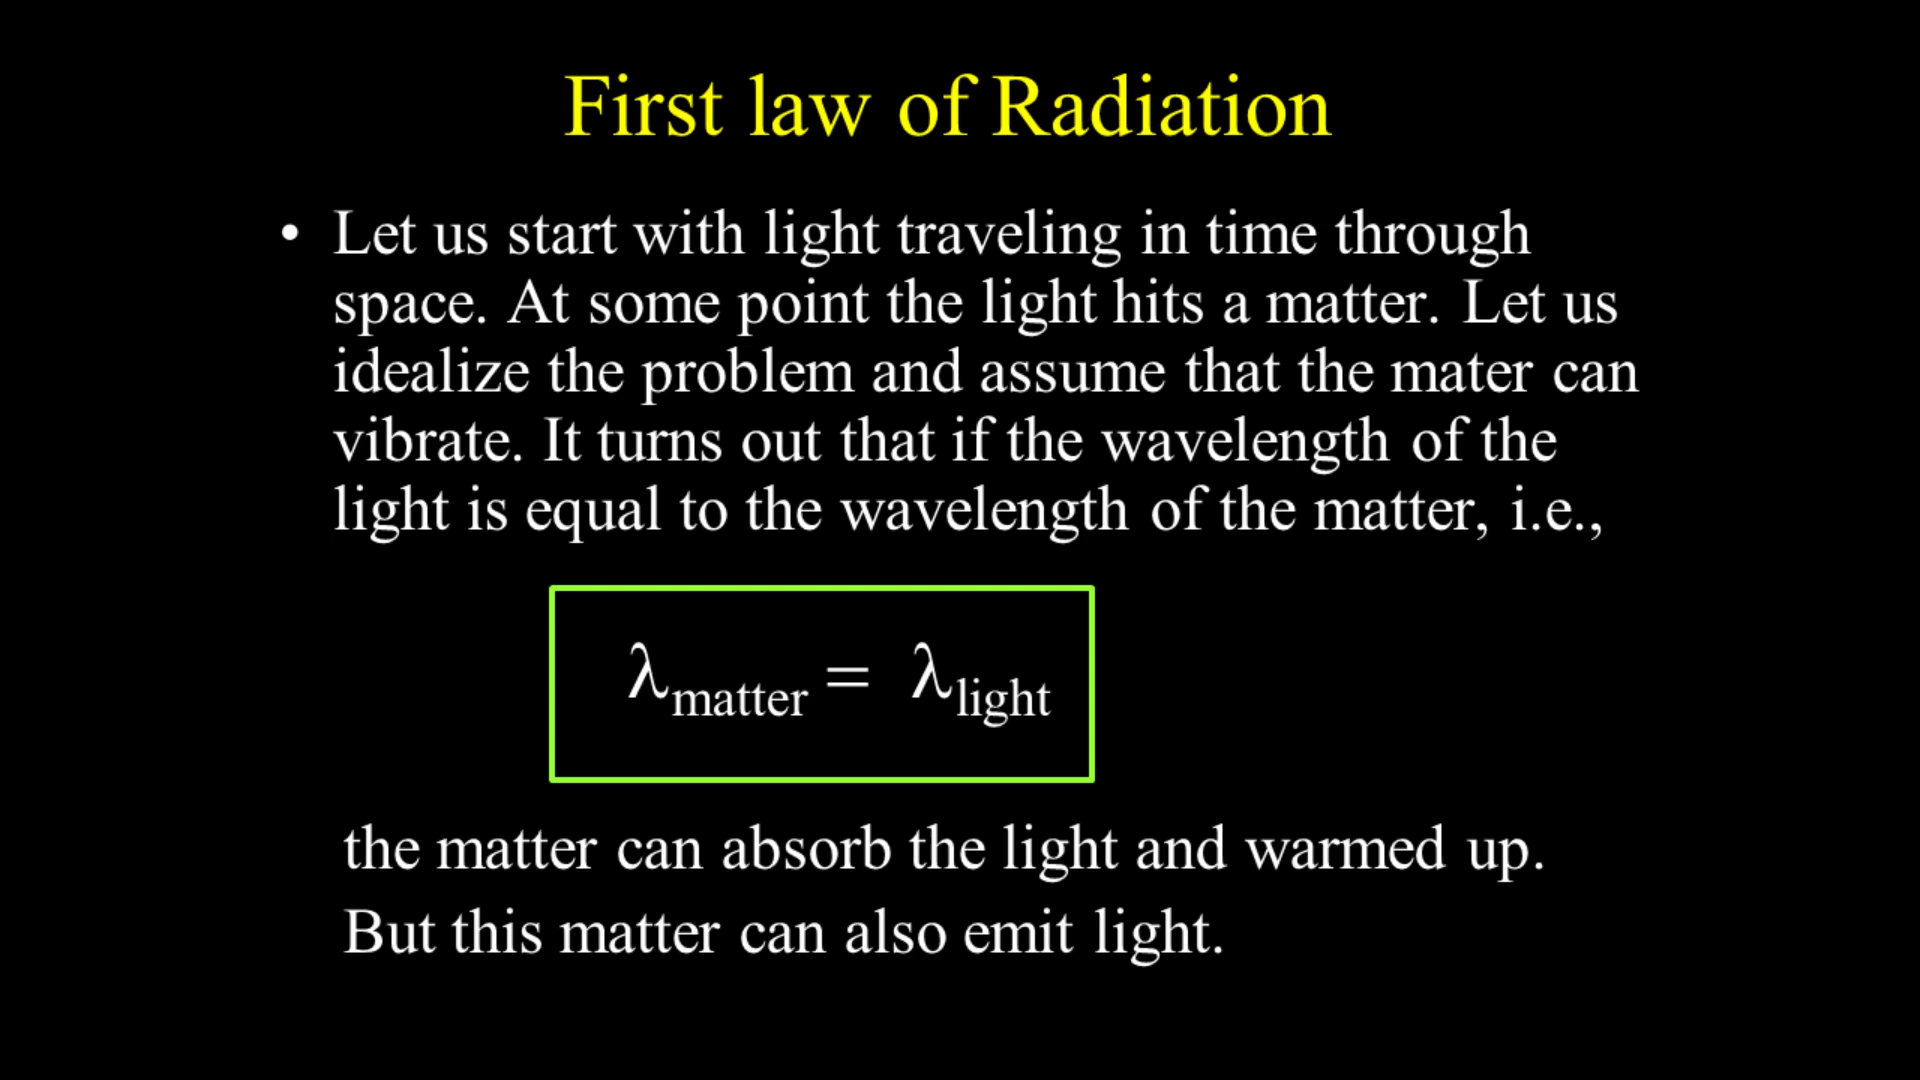 First law of Radiation
• Let us start with light traveling in time through
space. At some point the light hits a matter. Let us
idealize the problem and assume that the mater can
vibrate. It turns out that if the wavelength of the
light is equal to the wavelength of the matter, i.e.,
λmatter = λlight
the matter can absorb the light and warmed up.
But this matter can also emit light.